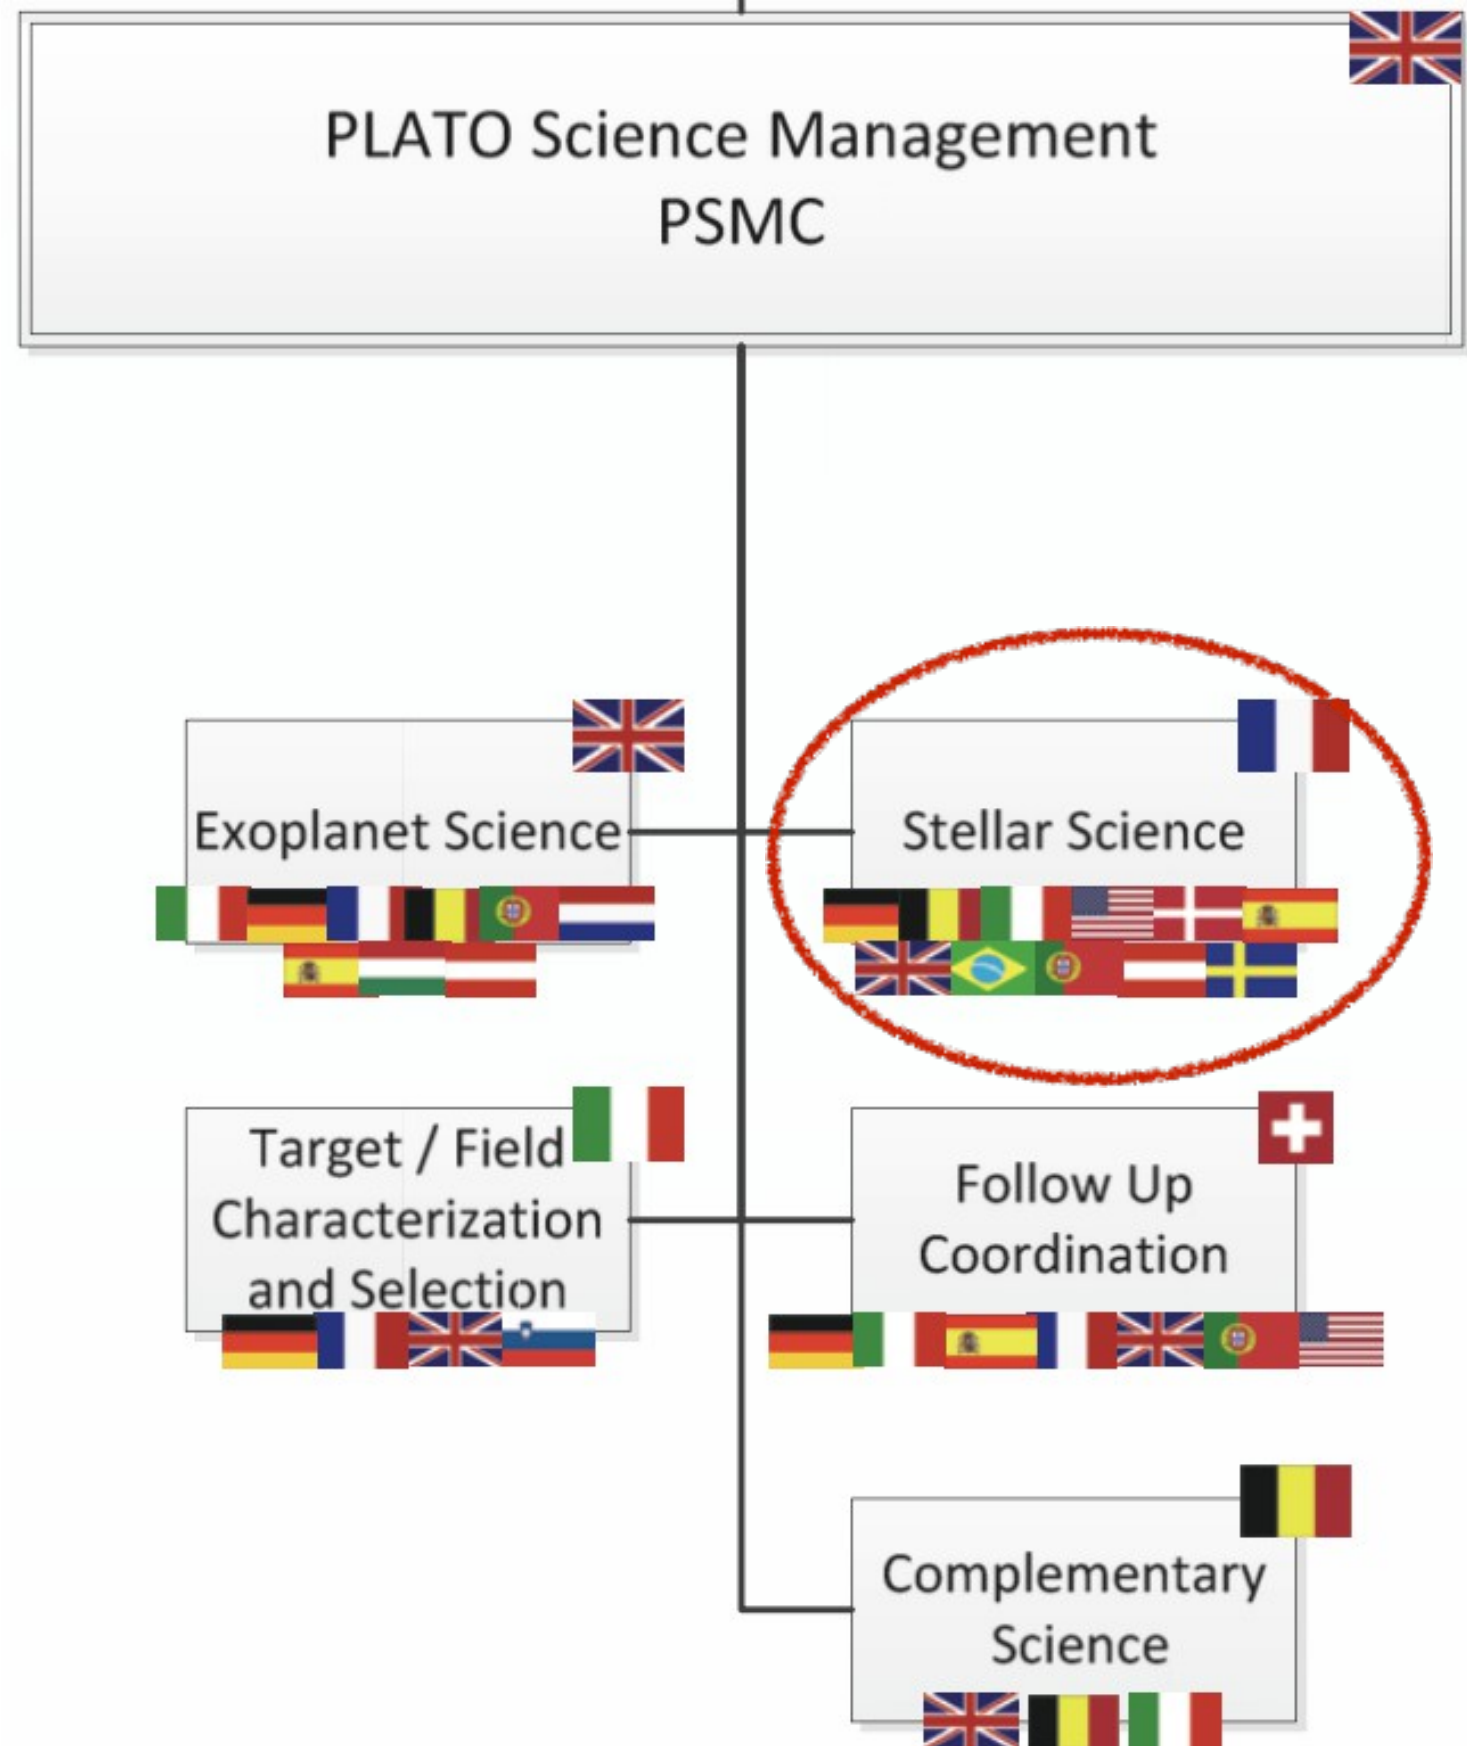 PLATO Science Management
PSMC
Exoplanet Science
Stellar Science
Target / Field
Characterization
and Selection
Follow Up
Coordination
Complementary
Science